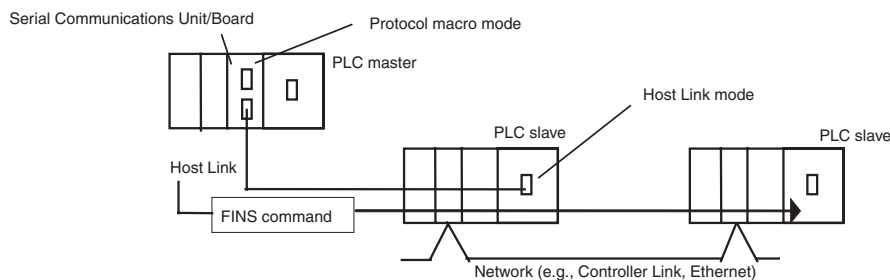 Serial Communications Unit/Board
Protocol macro mode
PLC master
Host Link mode
PLC slave
PLC slave
Host Link
FINS command
Network (e.g., Controller Link, Ethernet)